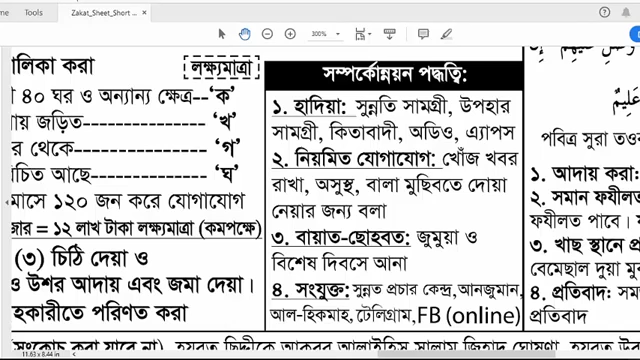 Tools
Zakat_Sheet_Short ...
300%
লিকা করা
লক্ষ্যমাত্রা
৪০ ঘর ও অন্যান্য ক্ষেত্র--‘ক’
য় জড়িত---------------‘খ’
র থেকে----------------‘গ’
চিত আছে--------------‘ঘ’
মাসে ১২০ জন করে যোগাযোগ
জার = ১২ লাখ টাকা লক্ষ্যমাত্রা (কমপক্ষে)
(৩) চিঠি দেয়া ও
ও উশর আদায় এবং জমা দেয়া।
হকারীতে পরিণত করা
সম্পর্কোন্নয়ন পদ্ধতি:
১. হাদিয়া: সুন্নতি সামগ্রী, উপহার
সামগ্রী, কিতাবাদী, অডিও, এ্যাপস
২. নিয়মিত যোগাযোগ: খোঁজ খবর
রাখা, অসুস্থ, বালা মুছিবতে দোয়া
নেয়ার জন্য বলা
৩. বায়াত-ছোহবত: জুমুয়া ও
বিশেষ দিবসে আনা
৪. সংযুক্ত: সুন্নত প্রচার কেন্দ্র, আনজুমান,
আল-হিকমাহ, টেলিগ্রাম, FB (online)
পবিত্র সুরা তও
১. আদায় করা:
২. সমান ফযীলত
ফযীলত পাবে।
৩. খাছ স্থানে প্র
বেমেছাল দুয়া মু
৪. প্রতিবাদ: সম
প্রতিবাদ
11.63 x 8.44 in